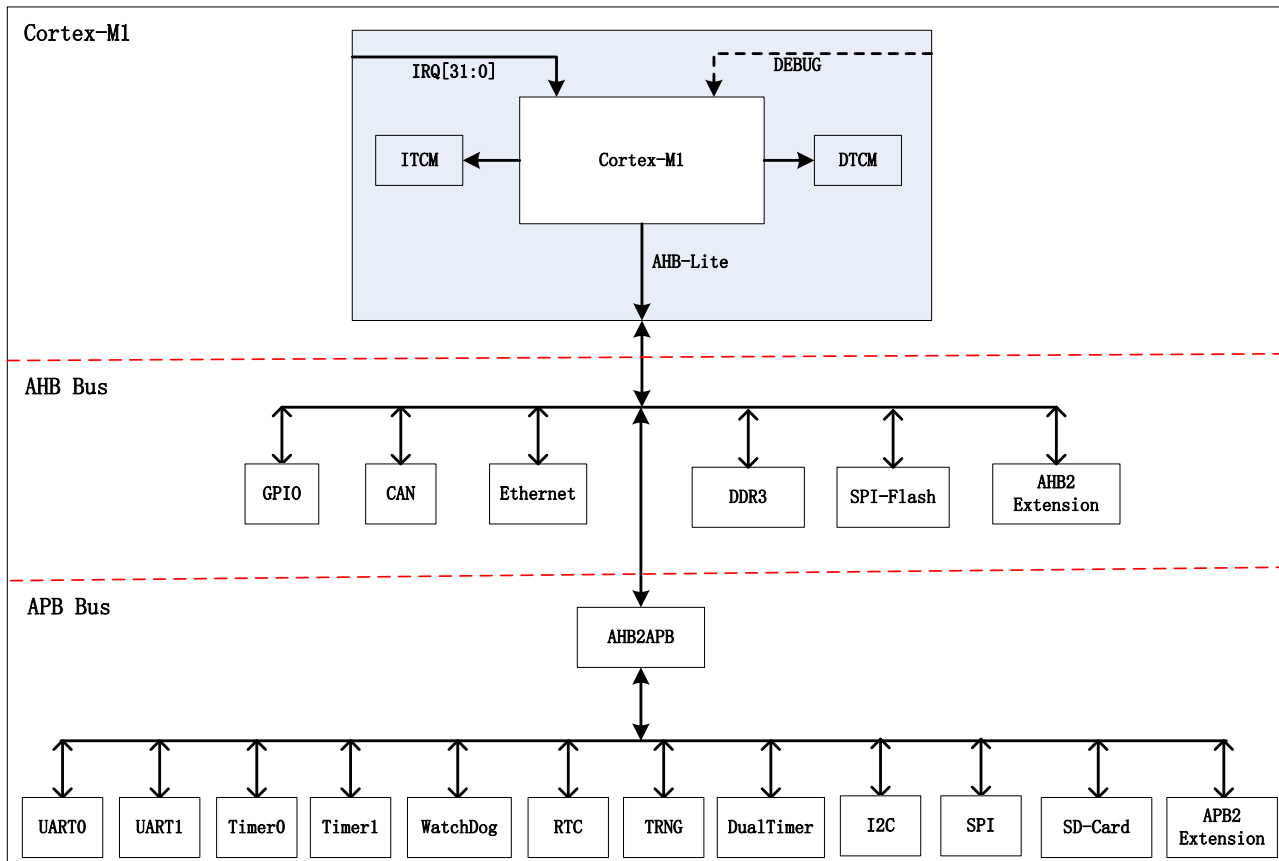 Cortex-M1
IRQ[31:0]
DEBUG
ITCM
Cortex-M1
DTCM
AHB-Lite
AHB Bus
GPIO
CAN
Ethernet
DDR3
SPI-Flash
AHB2
Extension
APB Bus
AHB2APB
UART0
UART1
Timer0
Timer1
WatchDog
RTC
TRNG
DualTimer
I2C
SPI
SD-Card
APB2
Extension